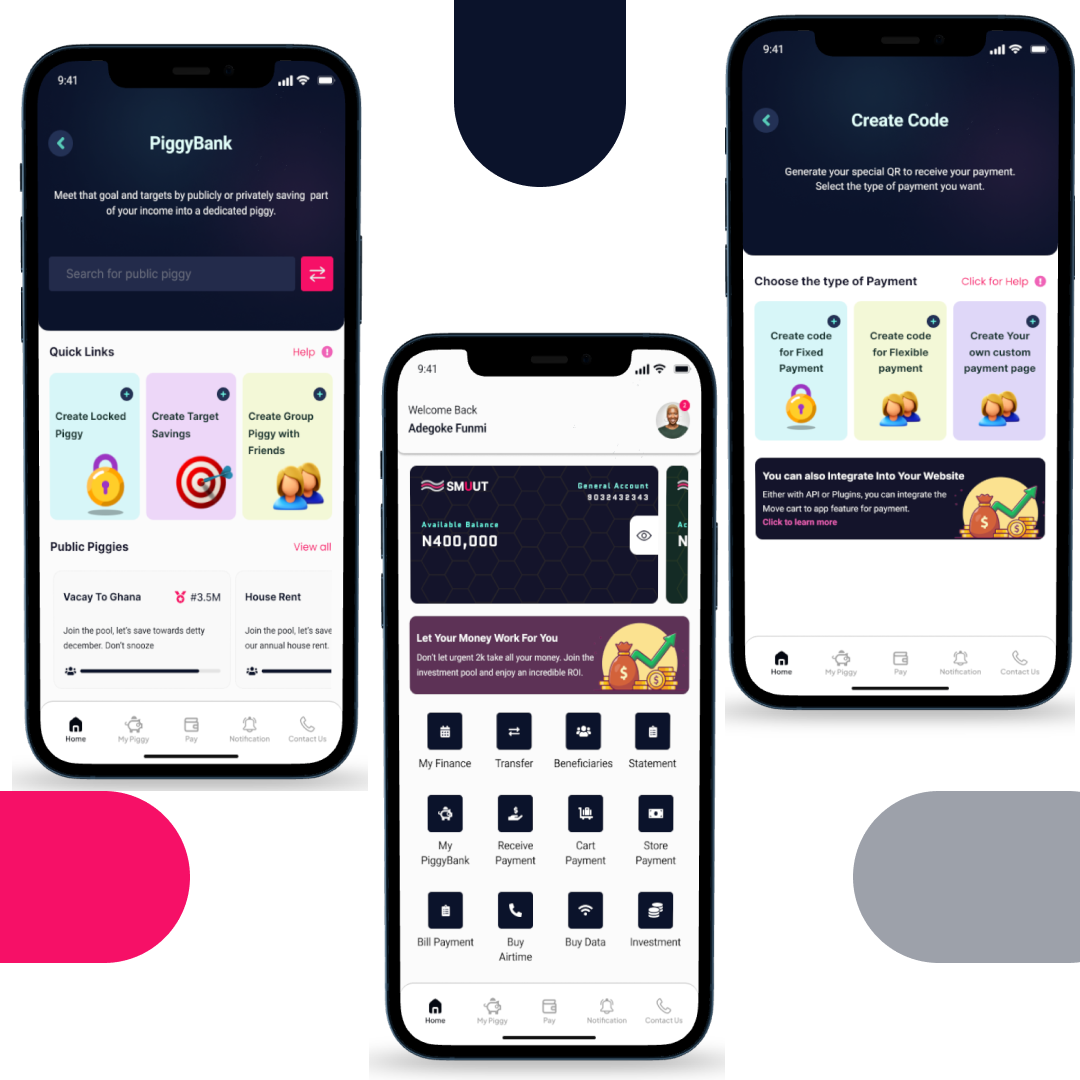 9:41
PiggyBank
Meet that goal and targets by publicly or privately saving part
of your income into a dedicated piggy.
Search for public piggy
Quick Links
Help
Create Locked
Piggy
Create Target
Savings
Create Group
Piggy with
Friends
Public Piggies
View all
Vacay To Ghana
#3.5M
Join the pool, let's save towards detty
december. Don't snooze
House Rent
Join the pool, let's save
our annual house rent.
Home
My Piggy
Pay
Notification
Contact Us
9:41
Welcome Back
Adegoke Funmi
2
SMUUT
General Account
9032432343
Available Balance
N400,000
Ac
N
Let Your Money Work For You
Don't let urgent 2k take all your money. Join the
investment pool and enjoy an incredible ROI.
My Finance
Transfer
Beneficiaries
Statement
My
PiggyBank
Receive
Payment
Cart
Payment
Store
Payment
Bill Payment
Buy
Airtime
Buy Data
Investment
Home
My Piggy
Pay
Notification
Contact Us
9:41
Create Code
Generate your special QR to receive your payment.
Select the type of payment you want.
Choose the type of Payment
Click for Help
Create code
for Fixed
Payment
Create code
for Flexible
payment
Create Your
own custom
payment page
You can also Integrate Into Your Website
Either with API or Plugins, you can integrate the
Move cart to app feature for payment.
Click to learn more
Home
My Piggy
Pay
Notification
Contact Us